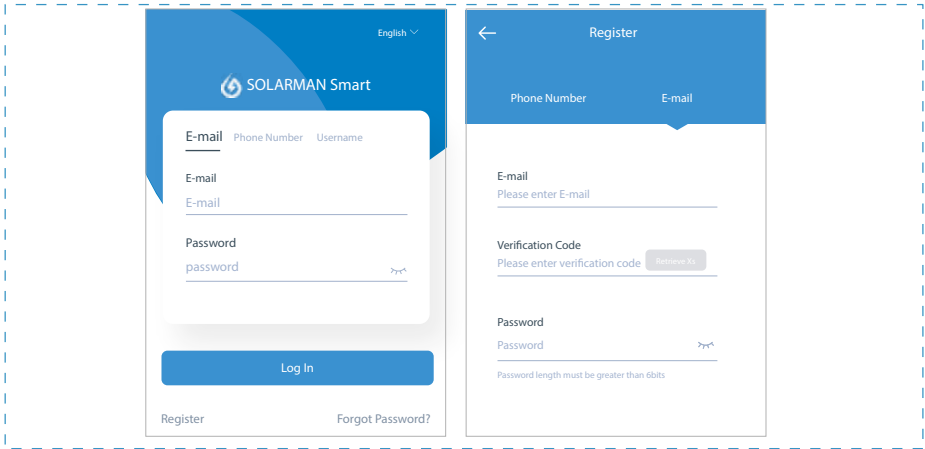 English
SOLARMAN Smart
E-mail Phone Number Username
E-mail
E-mail
Password
password
Log In
Register Forgot Password?
Register
Phone Number E-mail
E-mail
Please enter E-mail
Verification Code
Please enter verification code Retrieve Xs
Password
Password
Password length must be greater than 6bits